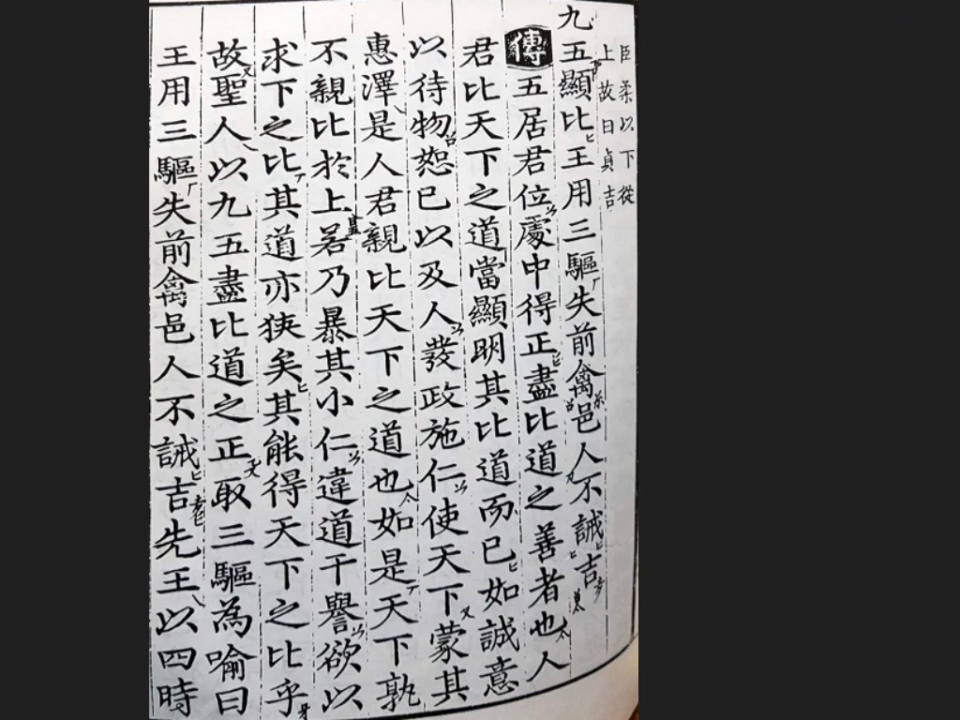 臣柔以下從
上故曰貞吉
九五顯比王用三驅失前禽邑人不誡吉
傳五居君位處中得正盡比道之善者也人
君比天下之道當顯明其比道而已如誠意
以待物恕已以及人發政施仁使天下蒙其
惠澤是人君親比天下之道也如是天下孰
不親比於上若乃暴其小仁違道干譽欲以
求下之比其道亦狹矣其能得天下之比乎
故聖人以九五盡比道之正取三驅為喻曰
王用三驅失前禽邑人不誡吉先王以四時